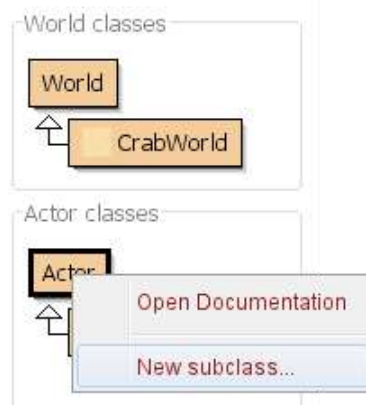 World classes
World
CrabWorld
Actor classes
Actor
Open Documentation
New subclass...